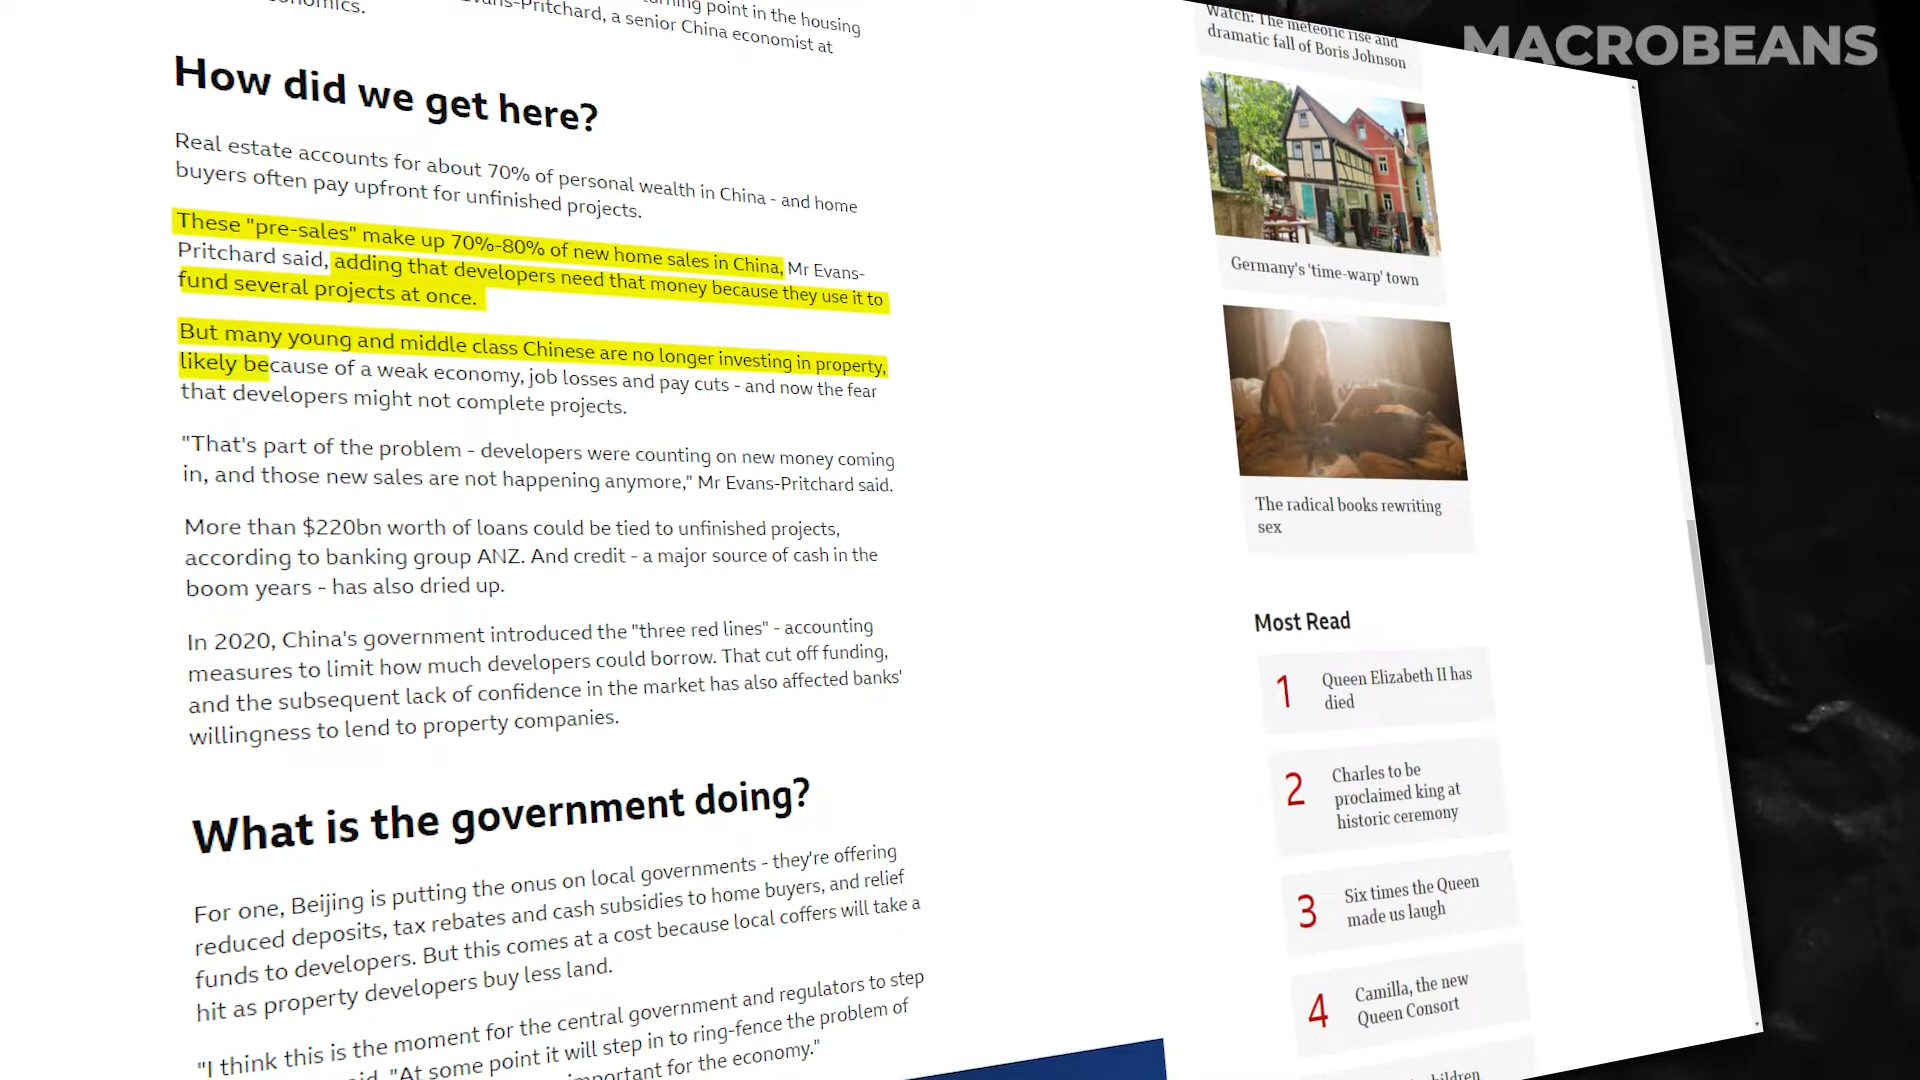 MACROBEANS
turning point in the housing
Evans-Pritchard, a senior China economist at
How did we get here?
Real estate accounts for about 70% of personal wealth in China - and home
buyers often pay upfront for unfinished projects.
These "pre-sales" make up 70%-80% of new home sales in China, Mr Evans-
Pritchard said, adding that developers need that money because they use it to
fund several projects at once.
But many young and middle class Chinese are no longer investing in property,
likely because of a weak economy, job losses and pay cuts - and now the fear
that developers might not complete projects.
"That's part of the problem - developers were counting on new money coming
in, and those new sales are not happening anymore," Mr Evans-Pritchard said.
More than $220bn worth of loans could be tied to unfinished projects,
according to banking group ANZ. And credit - a major source of cash in the
boom years - has also dried up.
In 2020, China's government introduced the "three red lines" - accounting
measures to limit how much developers could borrow. That cut off funding,
and the subsequent lack of confidence in the market has also affected banks'
willingness to lend to property companies.
What is the government doing?
For one, Beijing is putting the onus on local governments - they're offering
reduced deposits, tax rebates and cash subsidies to home buyers, and relief
funds to developers. But this comes at a cost because local coffers will take a
hit as property developers buy less land.
"I think this is the moment for the central government and regulators to step
"At some point it will step in to ring-fence the problem of
important for the economy."
Watch: The meteoric rise and
dramatic fall of Boris Johnson
Germany's 'time-warp' town
The radical books rewriting
sex
Most Read
1 Queen Elizabeth II has
died
2 Charles to be
proclaimed king at
historic ceremony
3 Six times the Queen
made us laugh
4 Camilla, the new
Queen Consort